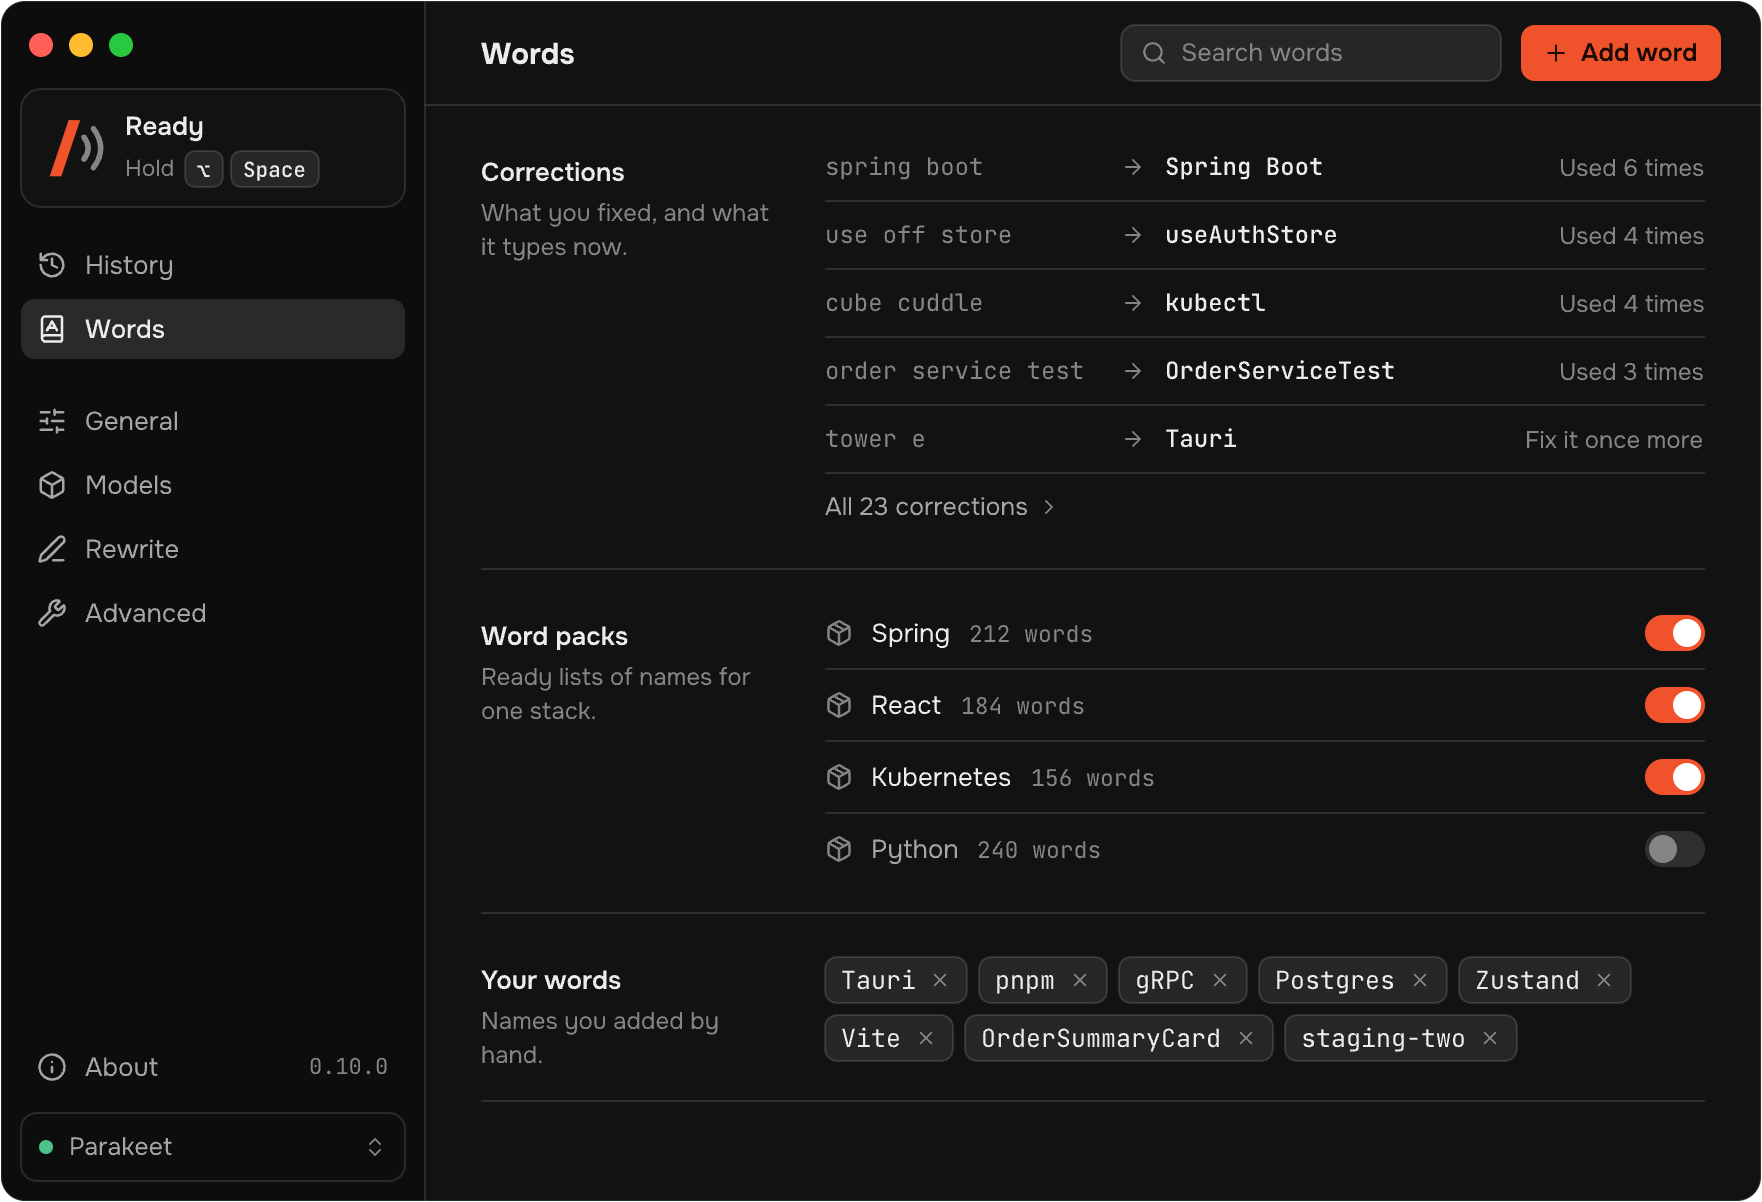 Ready
Hold ⌥ Space
History
Words
General
Models
Rewrite
Advanced
About 0.10.0
Parakeet
Words
Search words
+ Add word
Corrections
What you fixed, and what
it types now.
spring boot → Spring Boot Used 6 times
use off store → useAuthStore Used 4 times
cube cuddle → kubectl Used 4 times
order service test → OrderServiceTest Used 3 times
tower e → Tauri Fix it once more
All 23 corrections
Word packs
Ready lists of names for
one stack.
Spring 212 words
React 184 words
Kubernetes 156 words
Python 240 words
Your words
Names you added by
hand.
Tauri × pnpm × gRPC × Postgres × Zustand ×
Vite × OrderSummaryCard × staging-two ×